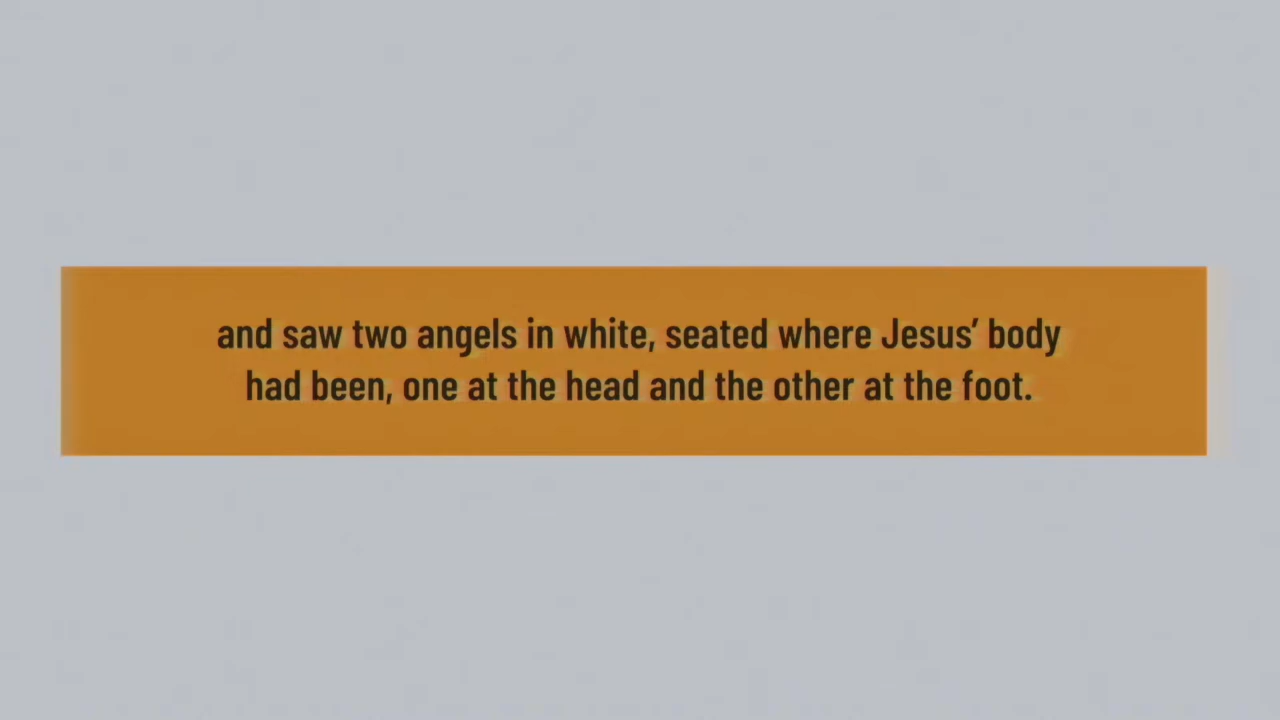 and saw two angels in white, seated where Jesus’ body
had been, one at the head and the other at the foot.